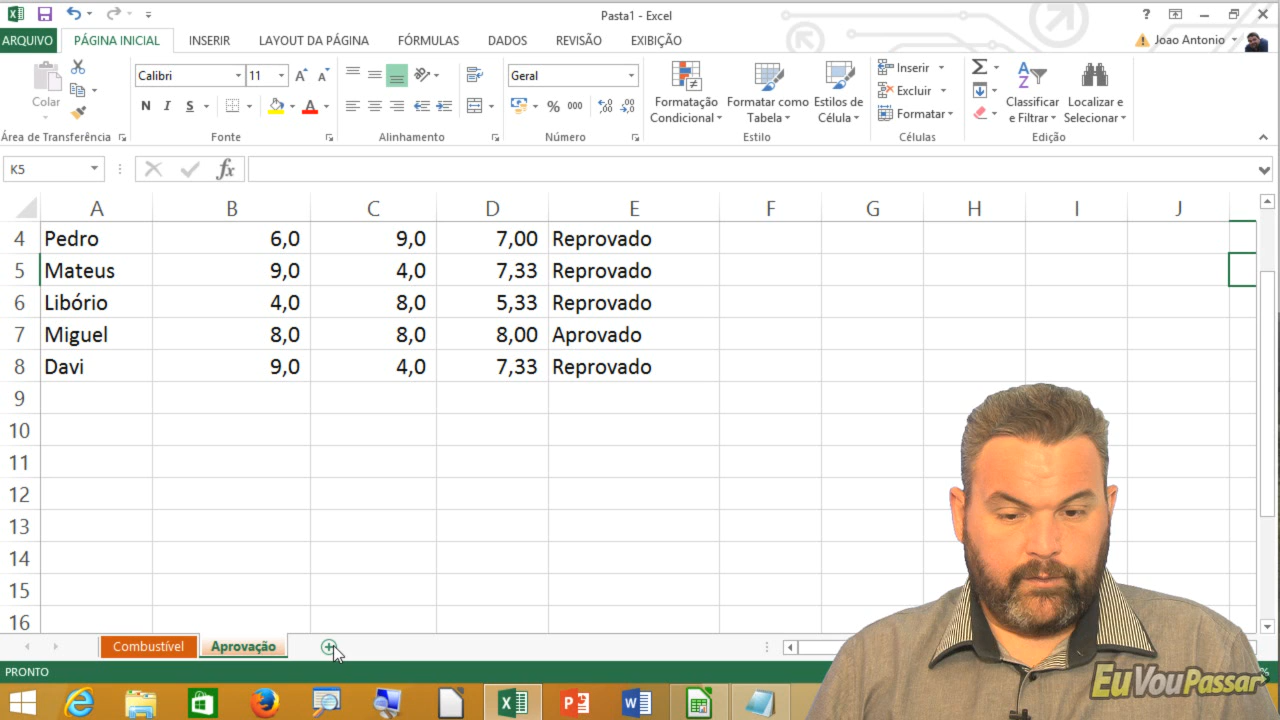 Pasta1 - Excel
ARQUIVO PÁGINA INICIAL INSERIR LAYOUT DA PÁGINA FÓRMULAS DADOS REVISÃO EXIBIÇÃO Joao Antonio
Colar
Calibri 11
Geral
N I S A
% 000
Formatação Condicional
Formatar como Tabela
Estilos de Célula
Inserir
Excluir
Formatar
Classificar e Filtrar
Localizar e Selecionar
Área de Transferência Fonte Alinhamento Número Estilo Células Edição
K5 fx
A B C D E F G H I J
4 Pedro 6,0 9,0 7,00 Reprovado
5 Mateus 9,0 4,0 7,33 Reprovado
6 Libório 4,0 8,0 5,33 Reprovado
7 Miguel 8,0 8,0 8,00 Aprovado
8 Davi 9,0 4,0 7,33 Reprovado
9
10
11
12
13
14
15
16
Combustível Aprovação
PRONTO
EuVouPassar